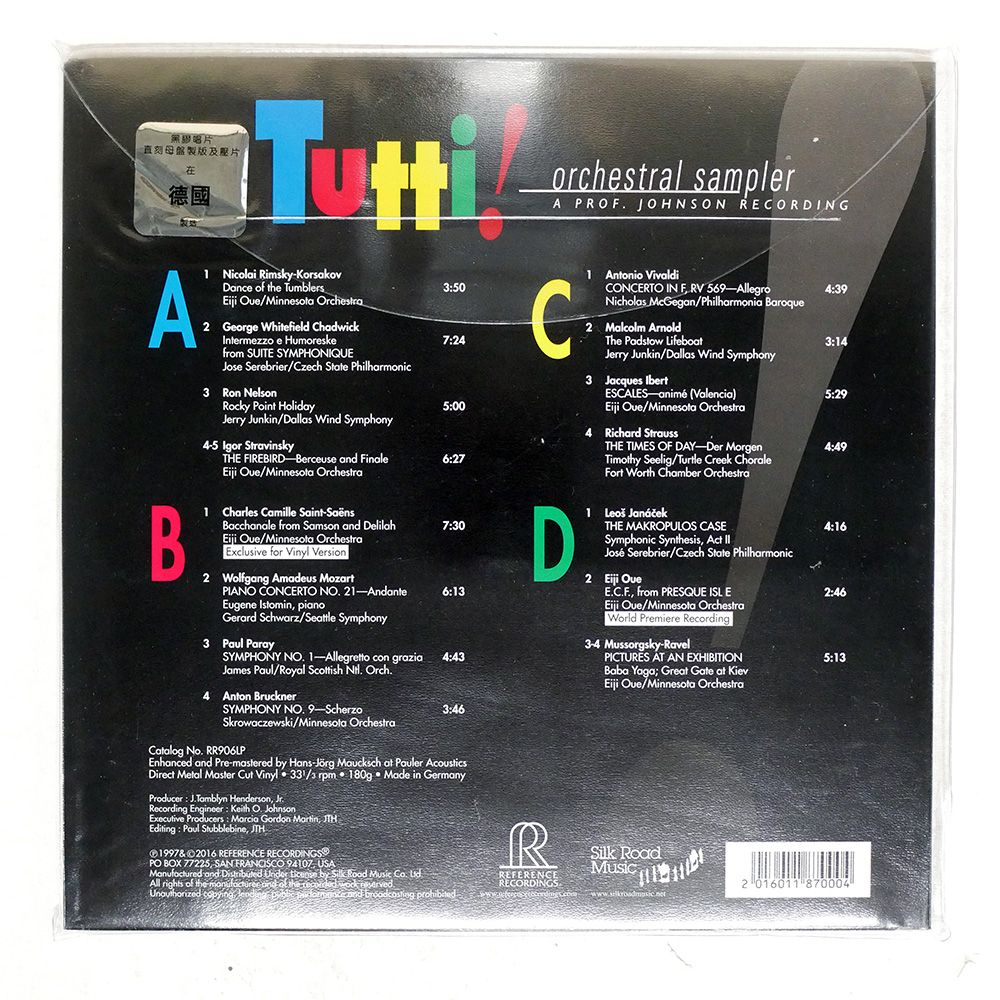 黑膠唱片
直刻母盤製版及壓片
在
德國
製造
Tutti!
orchestral sampler
A PROF. JOHNSON RECORDING
A
1 Nicolai Rimsky-Korsakov
Dance of the Tumblers 3:50
Eiji Oue/Minnesota Orchestra
2 George Whitefield Chadwick
Intermezzo e Humoreske 7:24
from SUITE SYMPHONIQUE
Jose Serebrier/Czech State Philharmonic
3 Ron Nelson
Rocky Point Holiday 5:00
Jerry Junkin/Dallas Wind Symphony
4-5 Igor Stravinsky
THE FIREBIRD—Berceuse and Finale 6:27
Eiji Oue/Minnesota Orchestra
B
1 Charles Camille Saint-Saëns
Bacchanale from Samson and Delilah 7:30
Eiji Oue/Minnesota Orchestra
Exclusive for Vinyl Version
2 Wolfgang Amadeus Mozart
PIANO CONCERTO NO. 21—Andante 6:13
Eugene Istomin, piano
Gerard Schwarz/Seattle Symphony
3 Paul Paray
SYMPHONY NO. 1—Allegretto con grazia 4:43
James Paul/Royal Scottish Ntl. Orch.
4 Anton Bruckner
SYMPHONY NO. 9—Scherzo 3:46
Skrowaczewski/Minnesota Orchestra
C
1 Antonio Vivaldi
CONCERTO IN F, RV 569—Allegro 4:39
Nicholas McGegan/Philharmonia Baroque
2 Malcolm Arnold
The Padstow Lifeboat 3:14
Jerry Junkin/Dallas Wind Symphony
3 Jacques Ibert
ESCALES—animé (Valencia) 5:29
Eiji Oue/Minnesota Orchestra
4 Richard Strauss
THE TIMES OF DAY—Der Morgen 4:49
Timothy Seelig/Turtle Creek Chorale
Fort Worth Chamber Orchestra
D
1 Leoš Janáček
THE MAKROPULOS CASE 4:16
Symphonic Synthesis, Act II
José Serebrier/Czech State Philharmonic
2 Eiji Oue
E.C.F., from PRESQUE ISL E 2:46
Eiji Oue/Minnesota Orchestra
World Premiere Recording
3-4 Mussorgsky-Ravel
PICTURES AT AN EXHIBITION 5:13
Baba Yaga; Great Gate at Kiev
Eiji Oue/Minnesota Orchestra
Catalog No. RR906LP
Enhanced and Pre-mastered by Hans-Jörg Maucksch at Pauler Acoustics
Direct Metal Master Cut Vinyl • 33 1/3 rpm • 180g • Made in Germany
Producer : J.Tamblyn Henderson, Jr.
Recording Engineer : Keith O. Johnson
Executive Producers : Marcia Gordon Martin, JTH
Editing : Paul Stubblebine, JTH
℗1997& ©2016 REFERENCE RECORDINGS®
PO BOX 77225, SAN FRANCISCO 94107, USA
Manufactured and Distributed Under License by Silk Road Music Co. Ltd.
All rights of the manufacturer and of the recorded work reserved.
Unauthorized copying, lending, public performance and broadcasting prohibited.
R
REFERENCE
RECORDINGS
www.referencerecordings.com
Silk Road
Music
www.silkroadmusic.net
2 016011 870004